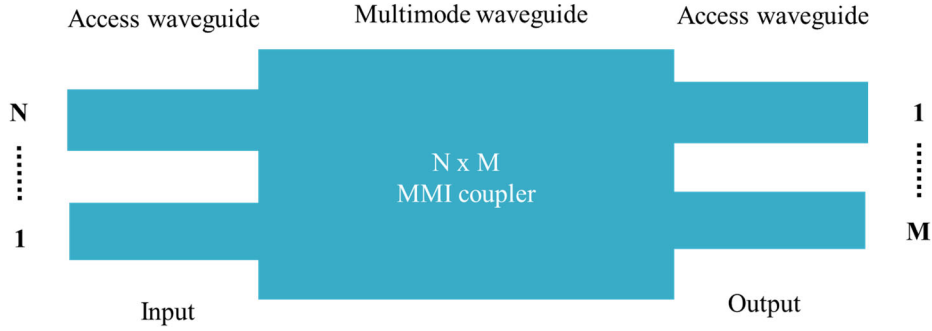 Access waveguide
Multimode waveguide
Access waveguide
N
1
N x M
MMI coupler
1
M
Input
Output